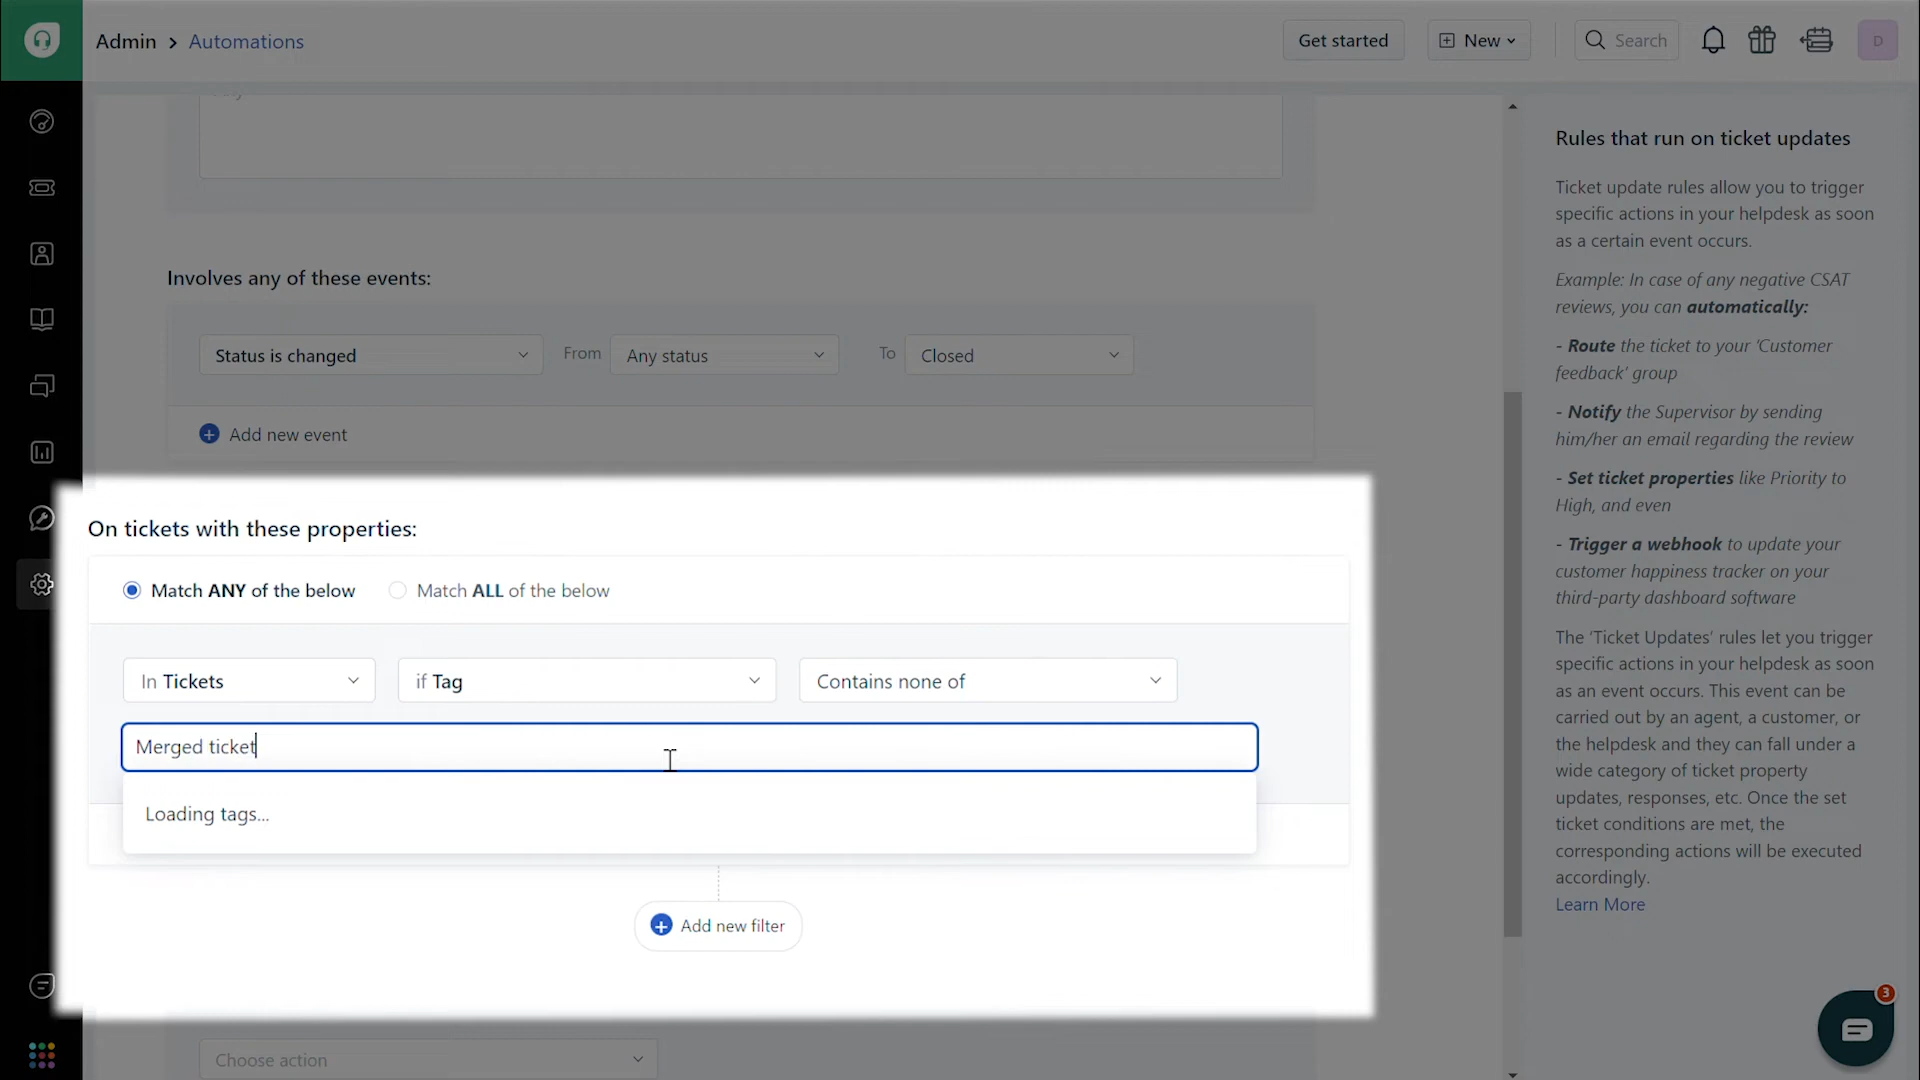 Admin > Automations
Get started
New
Search
D
Involves any of these events:
Status is changed
From
Any status
To
Closed
Add new event
On tickets with these properties:
Match ANY of the below
Match ALL of the below
In Tickets
if Tag
Contains none of
Merged ticket
Loading tags...
Add new filter
Choose action
Rules that run on ticket updates
Ticket update rules allow you to trigger
specific actions in your helpdesk as soon
as a certain event occurs.
Example: In case of any negative CSAT
reviews, you can automatically:
- Route the ticket to your 'Customer
feedback' group
- Notify the Supervisor by sending
him/her an email regarding the review
- Set ticket properties like Priority to
High, and even
- Trigger a webhook to update your
customer happiness tracker on your
third-party dashboard software
The 'Ticket Updates' rules let you trigger
specific actions in your helpdesk as soon
as an event occurs. This event can be
carried out by an agent, a customer, or
the helpdesk and they can fall under a
wide category of ticket property
updates, responses, etc. Once the set
ticket conditions are met, the
corresponding actions will be executed
accordingly.
Learn More
3